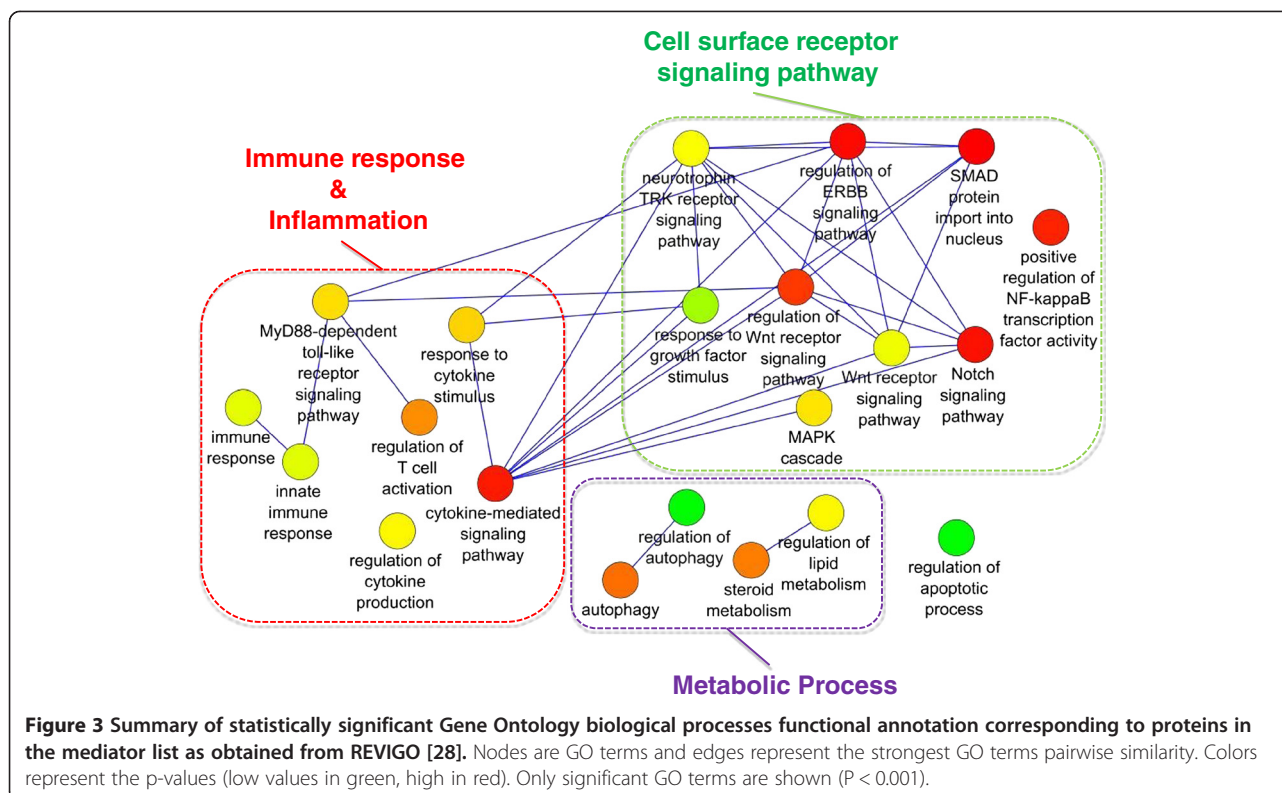 Cell surface receptor
signaling pathway
Immune response
&
Inflammation
neurotrophin
TRK receptor
signaling
pathway
regulation of
ERBB
signaling
pathway
SMAD
protein
import into
nucleus
positive
regulation of
NF-kappaB
transcription
factor activity
MyD88-dependent
toll-like
receptor
signaling
pathway
response to
cytokine
stimulus
response to
growth factor
stimulus
regulation of
Wnt receptor
signaling
pathway
Wnt receptor
signaling
pathway
Notch
signaling
pathway
MAPK
cascade
immune
response
innate
immune
response
regulation of
T cell
activation
regulation of
cytokine
production
cytokine-mediated
signaling
pathway
regulation of
autophagy
autophagy
regulation of
lipid
metabolism
steroid
metabolism
regulation of
apoptotic
process
Metabolic Process
Figure 3 Summary of statistically significant Gene Ontology biological processes functional annotation corresponding to proteins in
the mediator list as obtained from REVIGO [28]. Nodes are GO terms and edges represent the strongest GO terms pairwise similarity. Colors
represent the p-values (low values in green, high in red). Only significant GO terms are shown (P < 0.001).